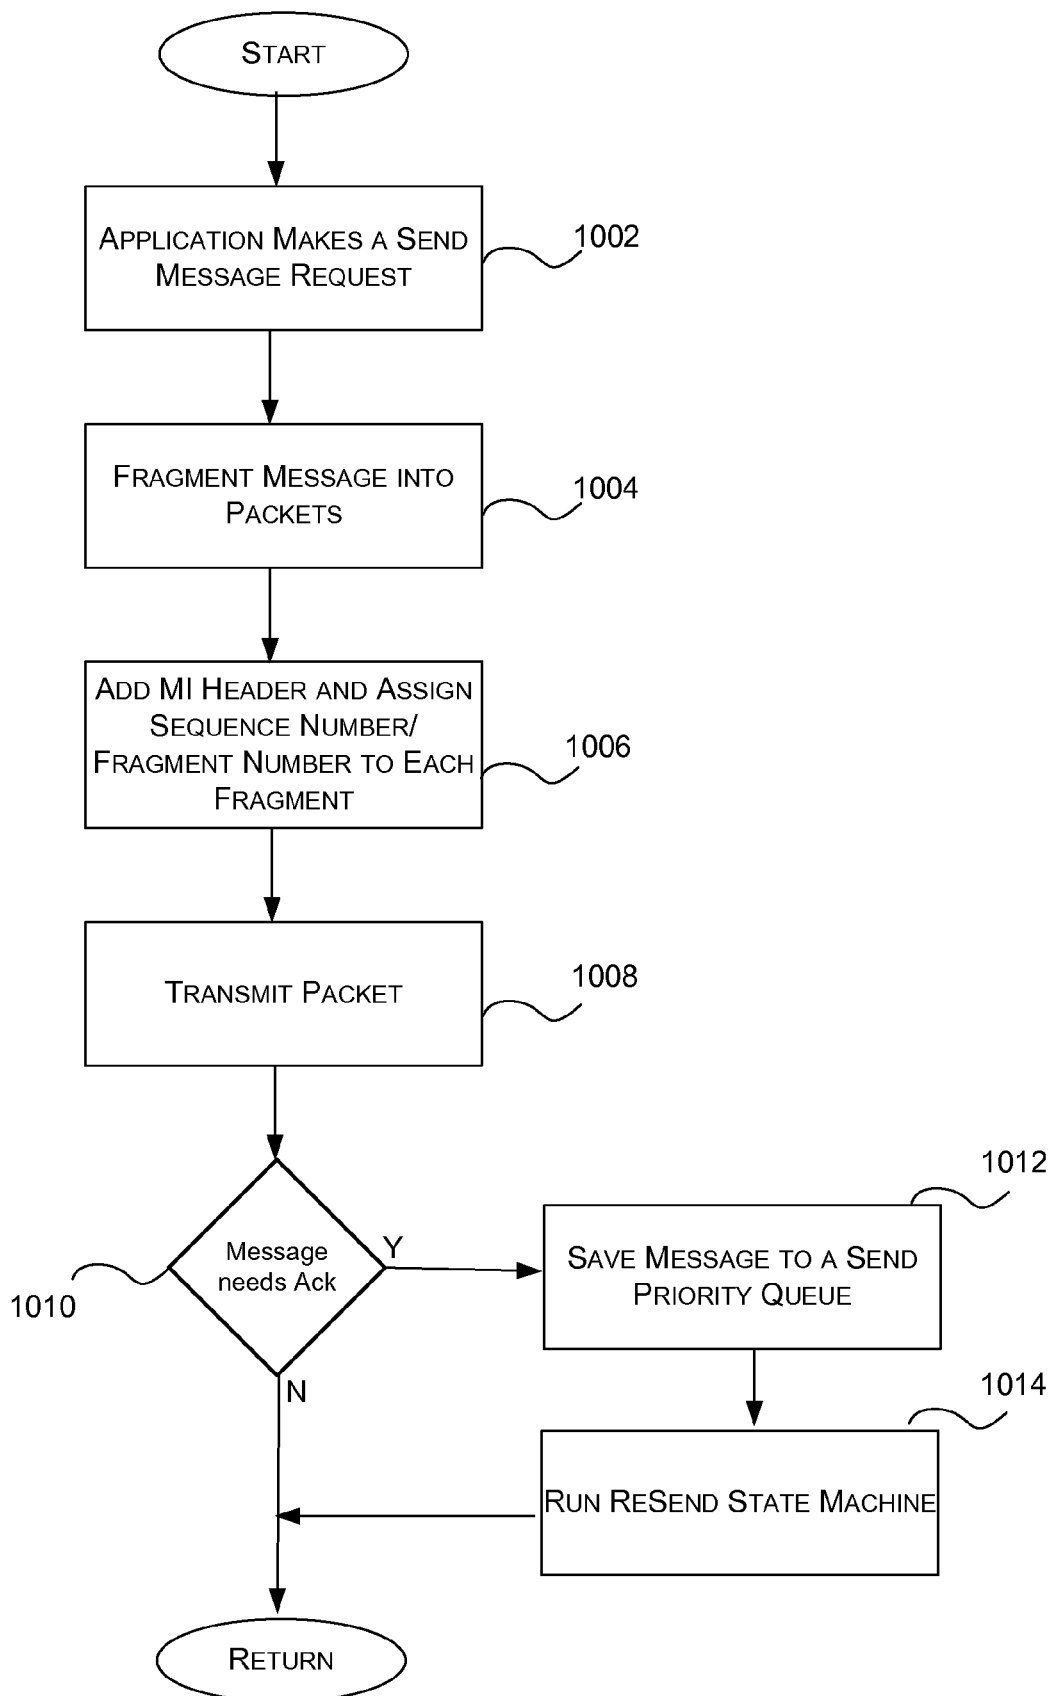 START
APPLICATION MAKES A SEND
MESSAGE REQUEST
1002
FRAGMENT MESSAGE INTO
PACKETS
1004
ADD MI HEADER AND ASSIGN
SEQUENCE NUMBER/
FRAGMENT NUMBER TO EACH
FRAGMENT
1006
TRANSMIT PACKET
1008
Message
needs Ack
1010
Y
N
1012
SAVE MESSAGE TO A SEND
PRIORITY QUEUE
1014
RUN RESEND STATE MACHINE
RETURN